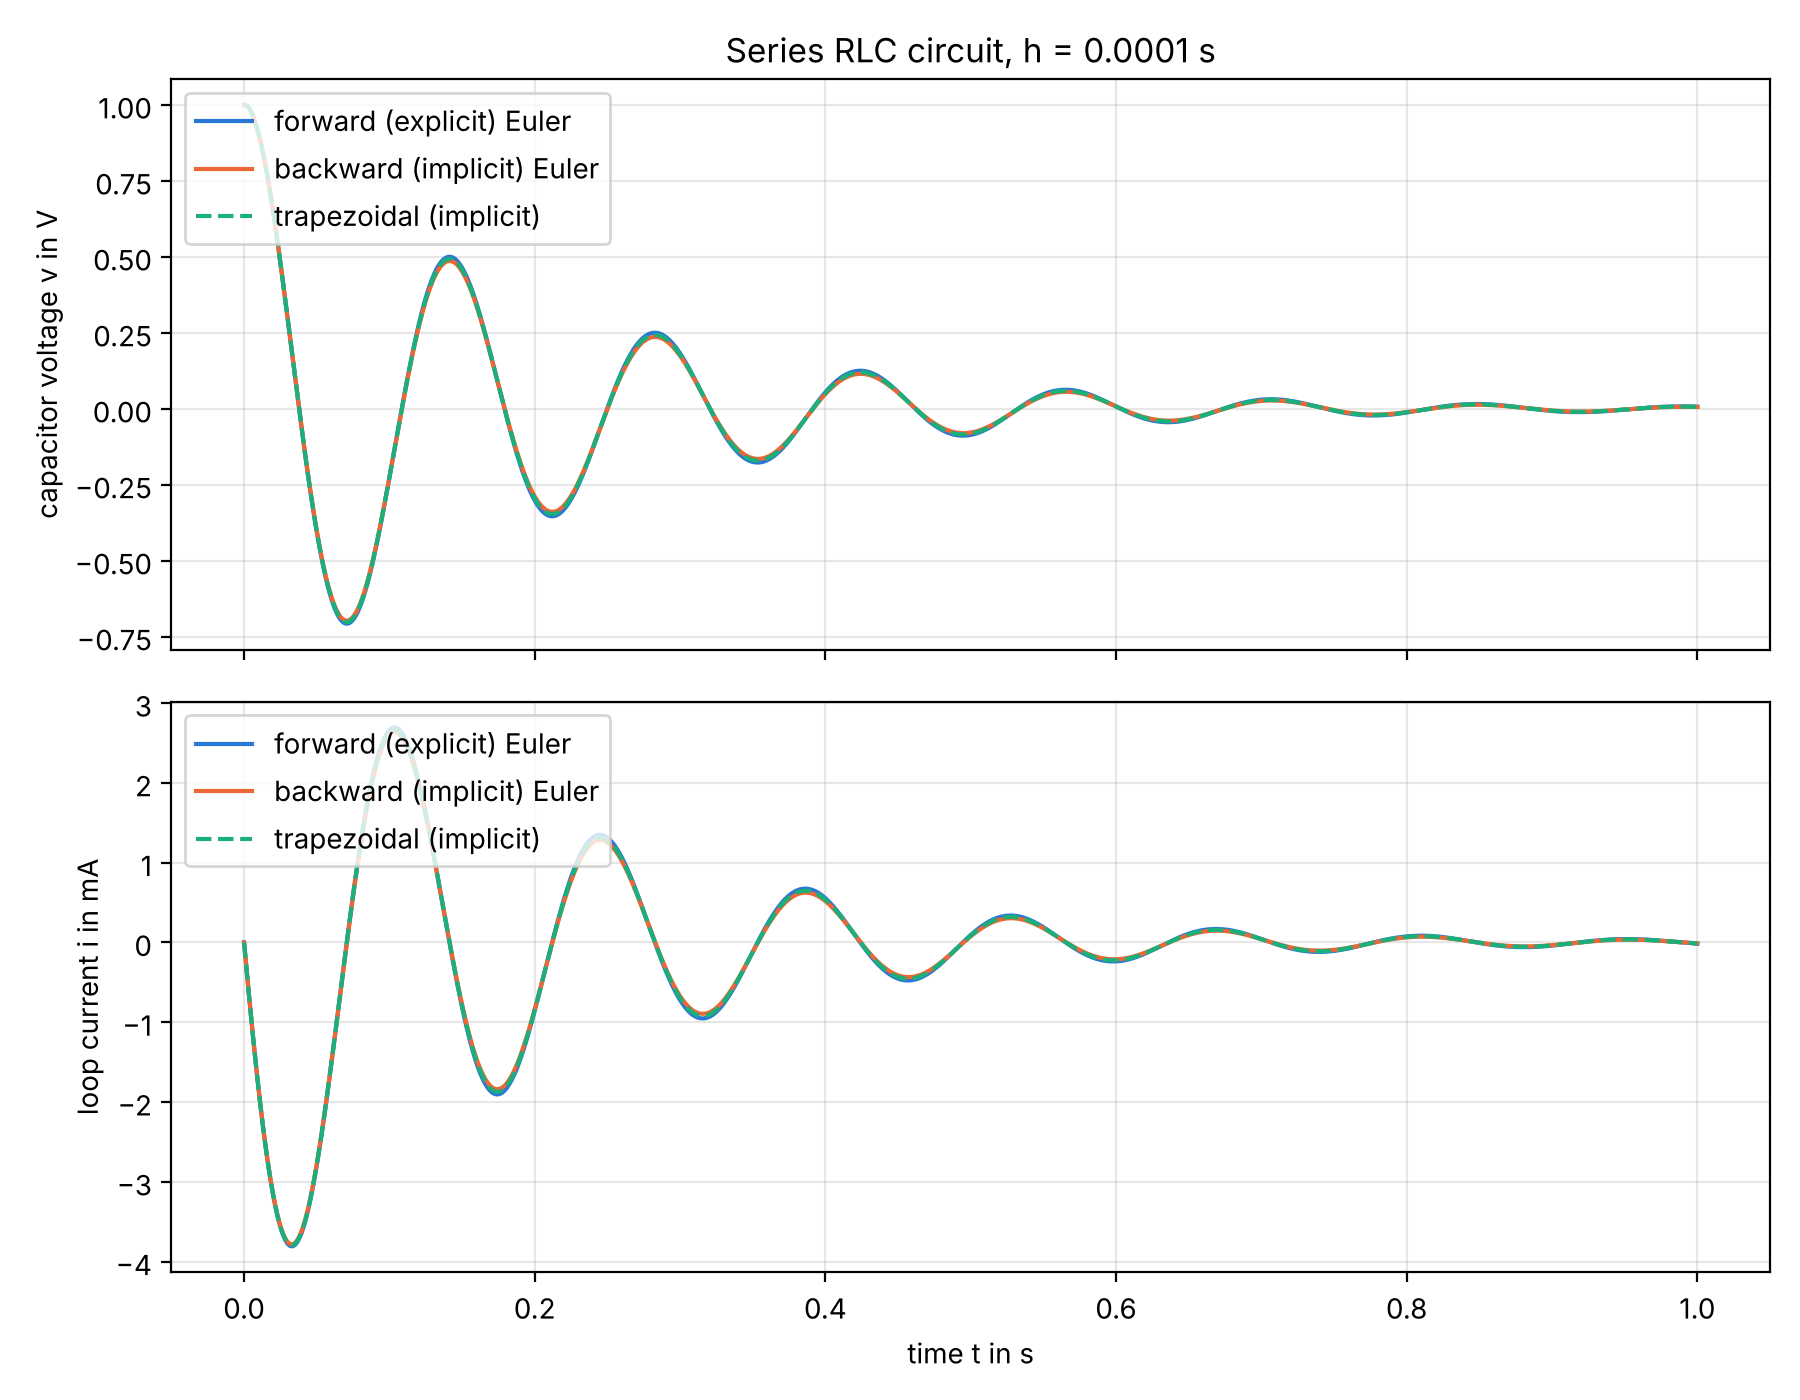 Series RLC circuit, h = 0.0001 s
capacitor voltage v in V
1.00
0.75
0.50
0.25
0.00
−0.25
−0.50
−0.75
forward (explicit) Euler
backward (implicit) Euler
trapezoidal (implicit)
loop current i in mA
3
2
1
0
−1
−2
−3
−4
forward (explicit) Euler
backward (implicit) Euler
trapezoidal (implicit)
0.0 0.2 0.4 0.6 0.8 1.0
time t in s